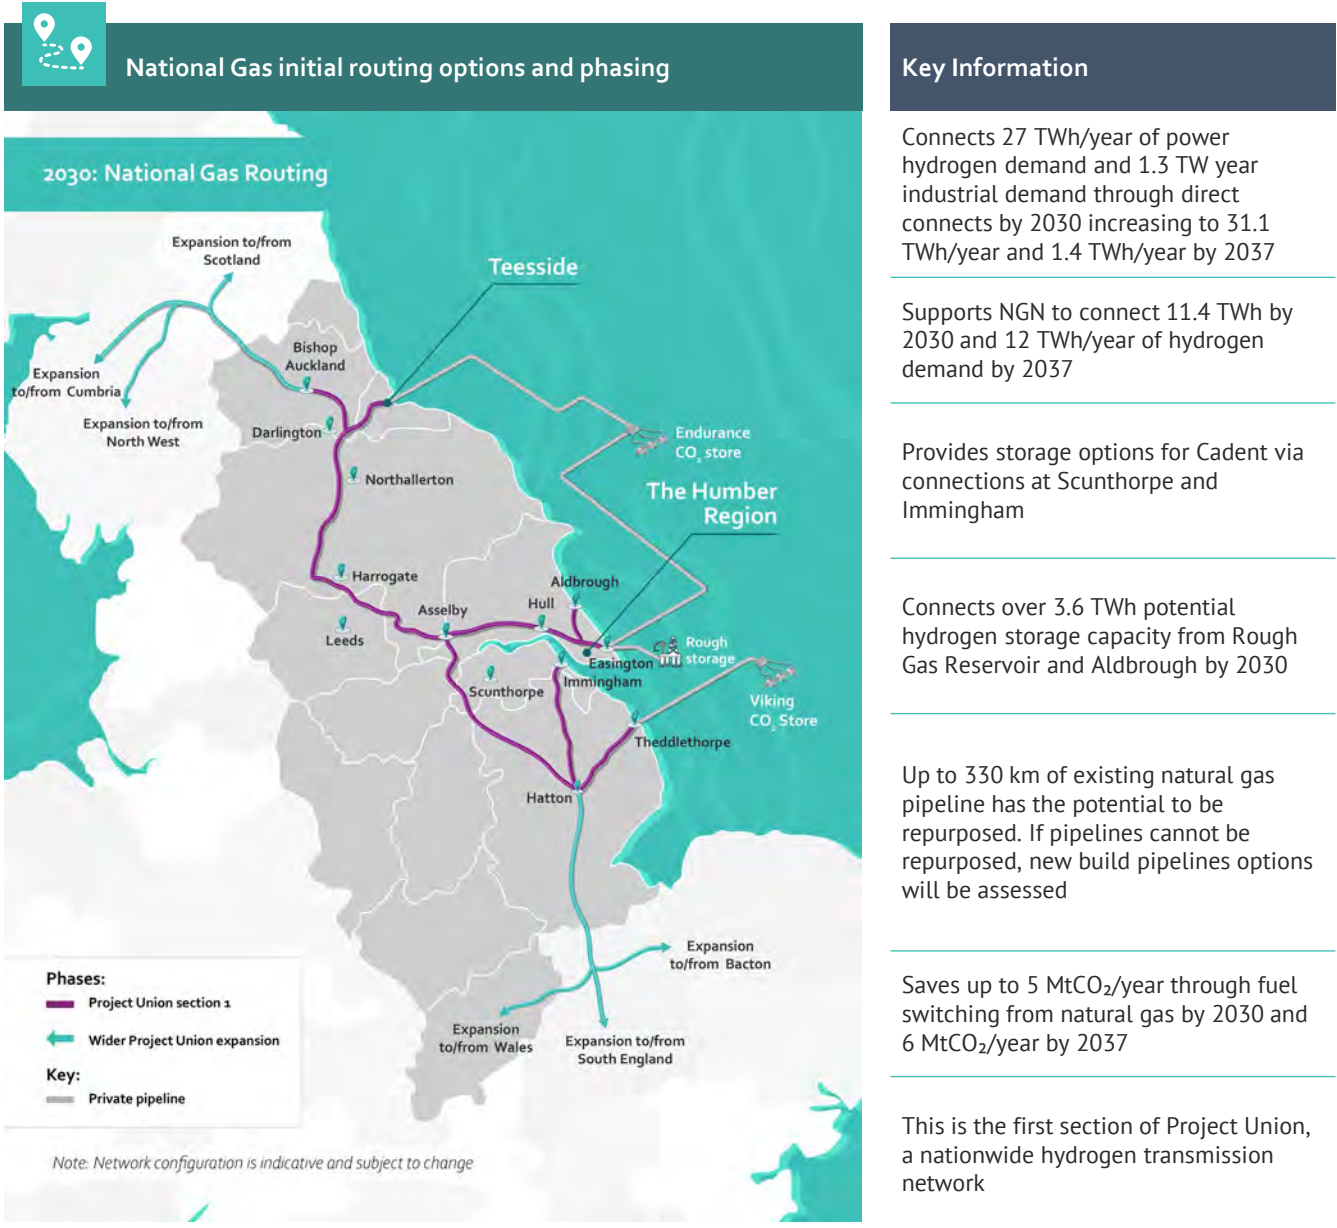 National Gas initial routing options and phasing
2030: National Gas Routing
Expansion to/from
Scotland
Teesside
Bishop
Auckland
Expansion
to/from Cumbria
Expansion to/from
North West
Darlington
Endurance
CO₂ store
Northallerton
The Humber
Region
Harrogate
Aldbrough
Asselby
Hull
Leeds
Rough
storage
Easington
Immingham
Scunthorpe
Viking
CO₂ Store
Theddlethorpe
Hatton
Expansion
to/from Bacton
Expansion
to/from Wales
Expansion to/from
South England
Phases:
Project Union section 1
Wider Project Union expansion
Key:
Private pipeline
Note: Network configuration is indicative and subject to change
Key Information
Connects 27 TWh/year of power
hydrogen demand and 1.3 TW year
industrial demand through direct
connects by 2030 increasing to 31.1
TWh/year and 1.4 TWh/year by 2037
Supports NGN to connect 11.4 TWh by
2030 and 12 TWh/year of hydrogen
demand by 2037
Provides storage options for Cadent via
connections at Scunthorpe and
Immingham
Connects over 3.6 TWh potential
hydrogen storage capacity from Rough
Gas Reservoir and Aldbrough by 2030
Up to 330 km of existing natural gas
pipeline has the potential to be
repurposed. If pipelines cannot be
repurposed, new build pipelines options
will be assessed
Saves up to 5 MtCO₂/year through fuel
switching from natural gas by 2030 and
6 MtCO₂/year by 2037
This is the first section of Project Union,
a nationwide hydrogen transmission
network